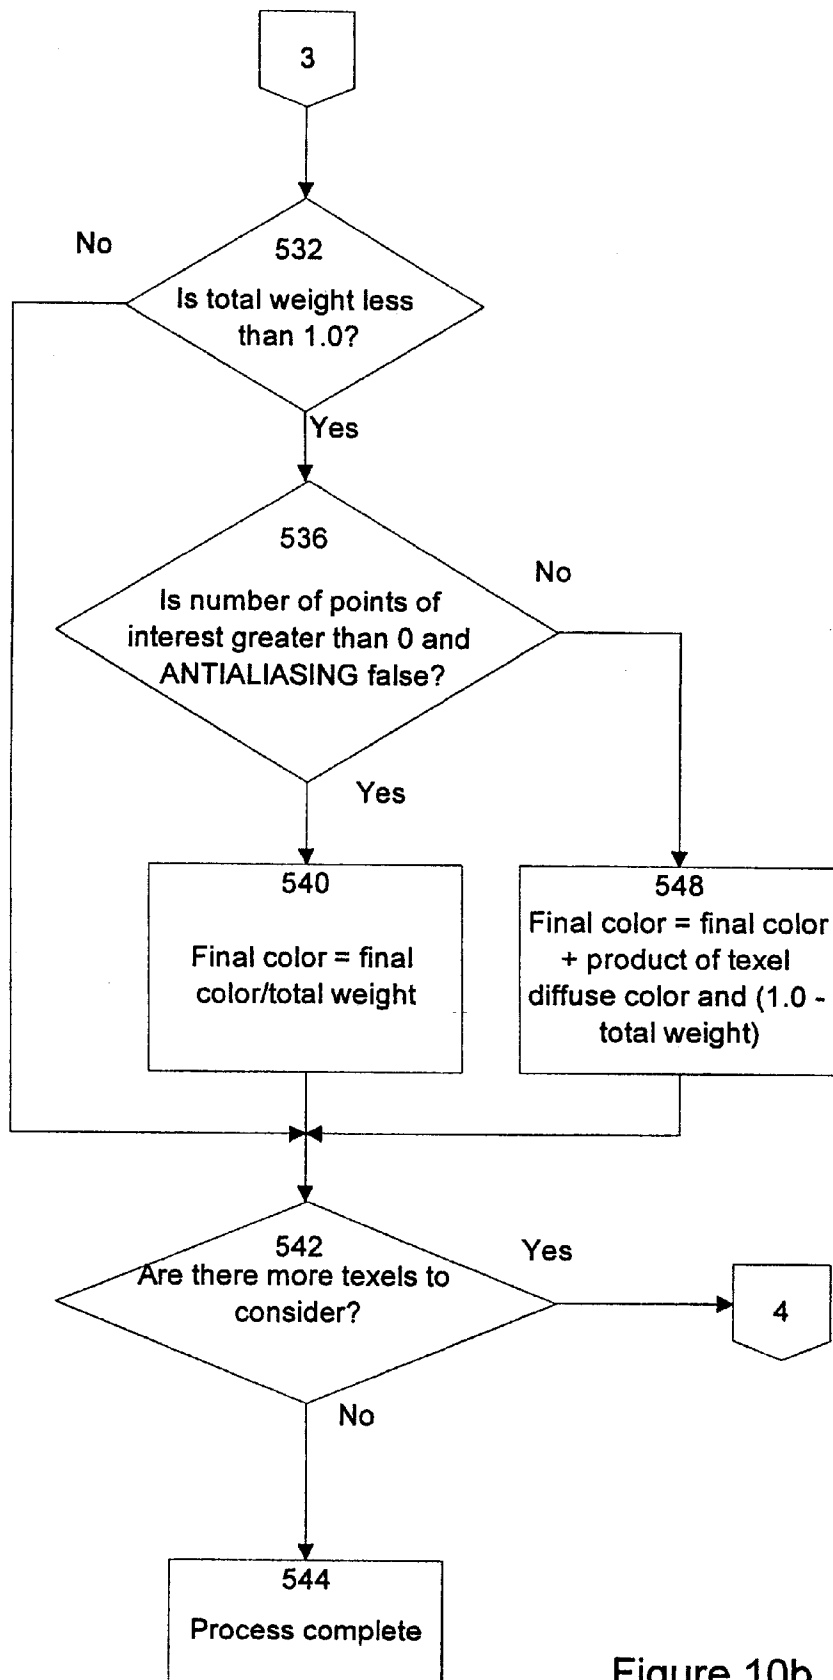 3
No
532
Is total weight less
than 1.0?
Yes
536
No
Is number of points of
interest greater than 0 and
ANTIALIASING false?
Yes
540
Final color = final
color/total weight
548
Final color = final color
+ product of texel
diffuse color and (1.0 -
total weight)
542
Are there more texels to
consider?
Yes
4
No
544
Process complete
Figure 10b